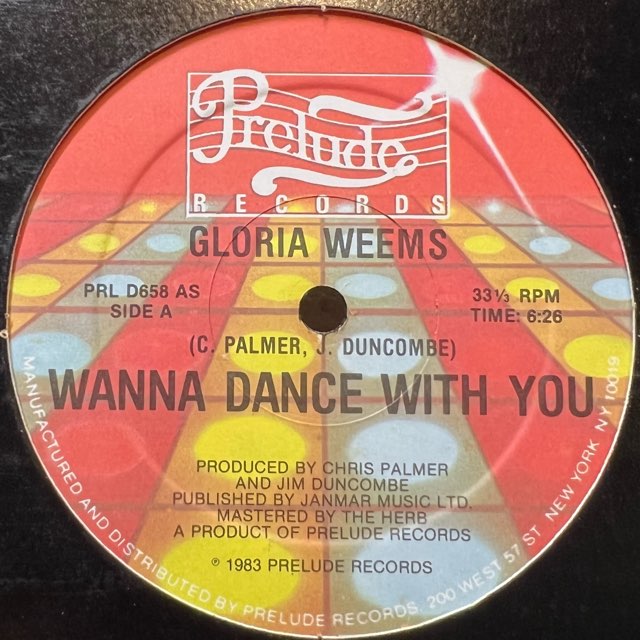 Prelude
RECORDS
GLORIA WEEMS
PRL D658 AS
SIDE A
33⅓ RPM
TIME: 6:26
(C. PALMER, J. DUNCOMBE)
WANNA DANCE WITH YOU
PRODUCED BY CHRIS PALMER
AND JIM DUNCOMBE
PUBLISHED BY JANMAR MUSIC LTD.
MASTERED BY THE HERB
A PRODUCT OF PRELUDE RECORDS
℗ 1983 PRELUDE RECORDS
MANUFACTURED AND DISTRIBUTED BY PRELUDE RECORDS, 200 WEST 57 ST NEW YORK NY 10019